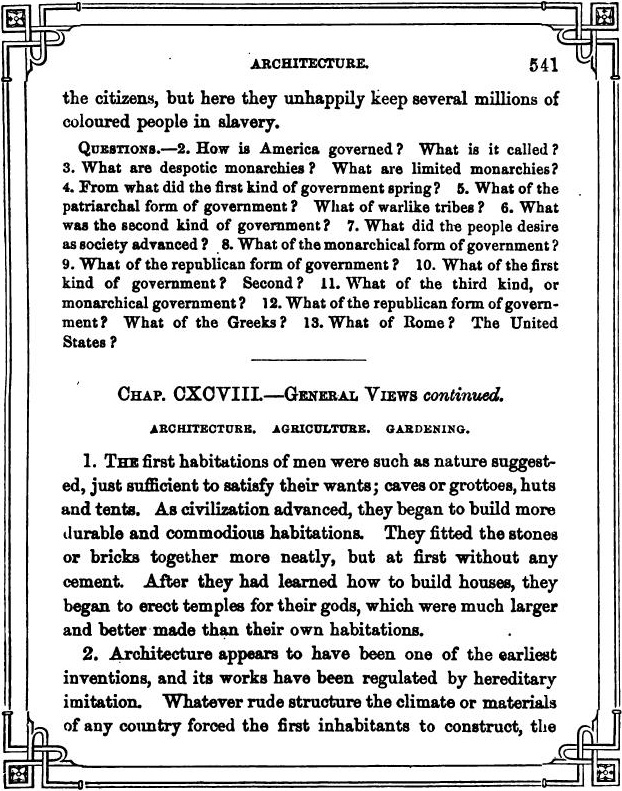 ARCHITECTURE. 541
the citizens, but here they unhappily keep several millions of
coloured people in slavery.
QUESTIONS.—2. How is America governed? What is it called?
3. What are despotic monarchies? What are limited monarchies?
4. From what did the first kind of government spring? 5. What of the
patriarchal form of government? What of warlike tribes? 6. What
was the second kind of government? 7. What did the people desire
as society advanced? 8. What of the monarchical form of government?
9. What of the republican form of government? 10. What of the first
kind of government? Second? 11. What of the third kind, or
monarchical government? 12. What of the republican form of govern-
ment? What of the Greeks? 13. What of Rome? The United
States?
CHAP. CXCVIII.—GENERAL VIEWS continued.
ARCHITECTURE. AGRICULTURE. GARDENING.
1. THE first habitations of men were such as nature suggest-
ed, just sufficient to satisfy their wants; caves or grottoes, huts
and tents. As civilization advanced, they began to build more
durable and commodious habitations. They fitted the stones
or bricks together more neatly, but at first without any
cement. After they had learned how to build houses, they
began to erect temples for their gods, which were much larger
and better made than their own habitations.
2. Architecture appears to have been one of the earliest
inventions, and its works have been regulated by hereditary
imitation. Whatever rude structure the climate or materials
of any country forced the first inhabitants to construct, the